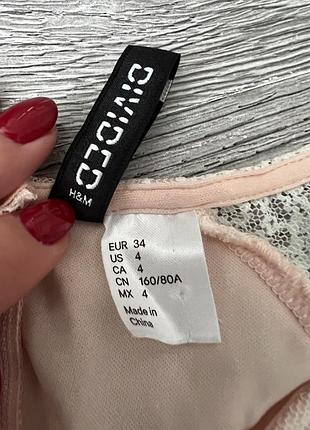 DIVIDED
H&M
EUR 34
US 4
CA 4
CN 160/80A
MX 4
Made in
China